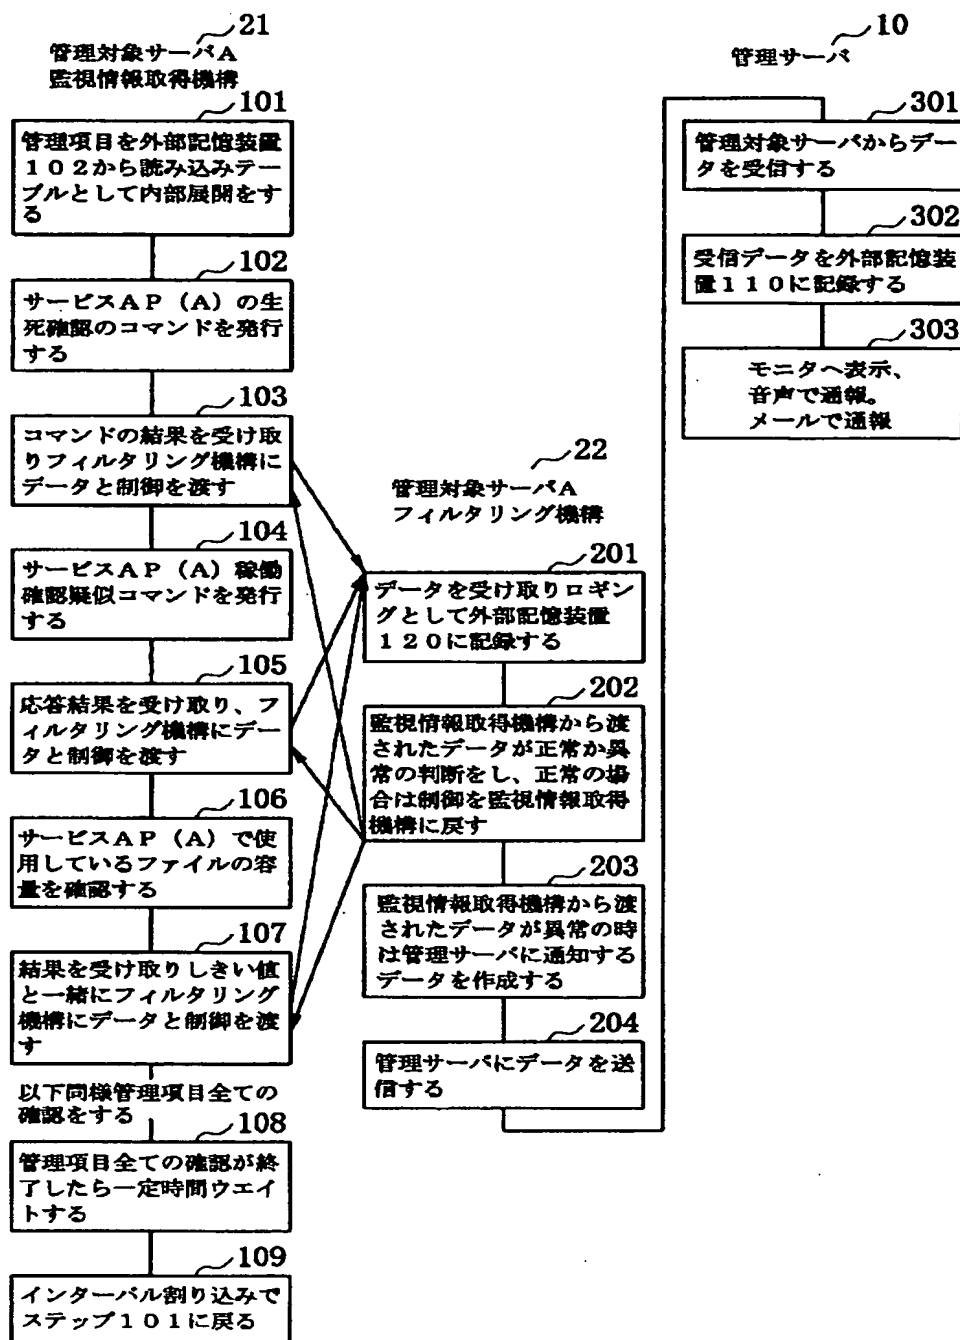 21
管理対象サーバA
監視情報取得機構
101
管理項目を外部記憶装置
102から読み込みテー
ブルとして内部展開をす
る
102
サービスAP(A)の生
死確認のコマンドを発行
する
103
コマンドの結果を受け取
りフィルタリング機構に
データと制御を渡す
104
サービスAP(A)稼働
確認疑似コマンドを発行
する
105
応答結果を受け取り、フ
ィルタリング機構にデー
タと制御を渡す
106
サービスAP(A)で使
用しているファイルの容
量を確認する
107
結果を受け取りしきい値
と一緒にフィルタリング
機構にデータと制御を渡
す
以下同様管理項目全ての
確認をする
108
管理項目全ての確認が終
了したら一定時間ウエイ
トする
109
インターバル割り込みで
ステップ101に戻る
22
管理対象サーバA
フィルタリング機構
201
データを受け取りロギン
グとして外部記憶装置
120に記録する
202
監視情報取得機構から渡
されたデータが正常か異
常の判断をし、正常の場
合は制御を監視情報取得
機構に戻す
203
監視情報取得機構から渡
されたデータが異常の時
は管理サーバに通知する
データを作成する
204
管理サーバにデータを送
信する
10
管理サーバ
301
管理対象サーバからデー
タを受信する
302
受信データを外部記憶装
置110に記録する
303
モニタへ表示、
音声で通報。
メールで通報